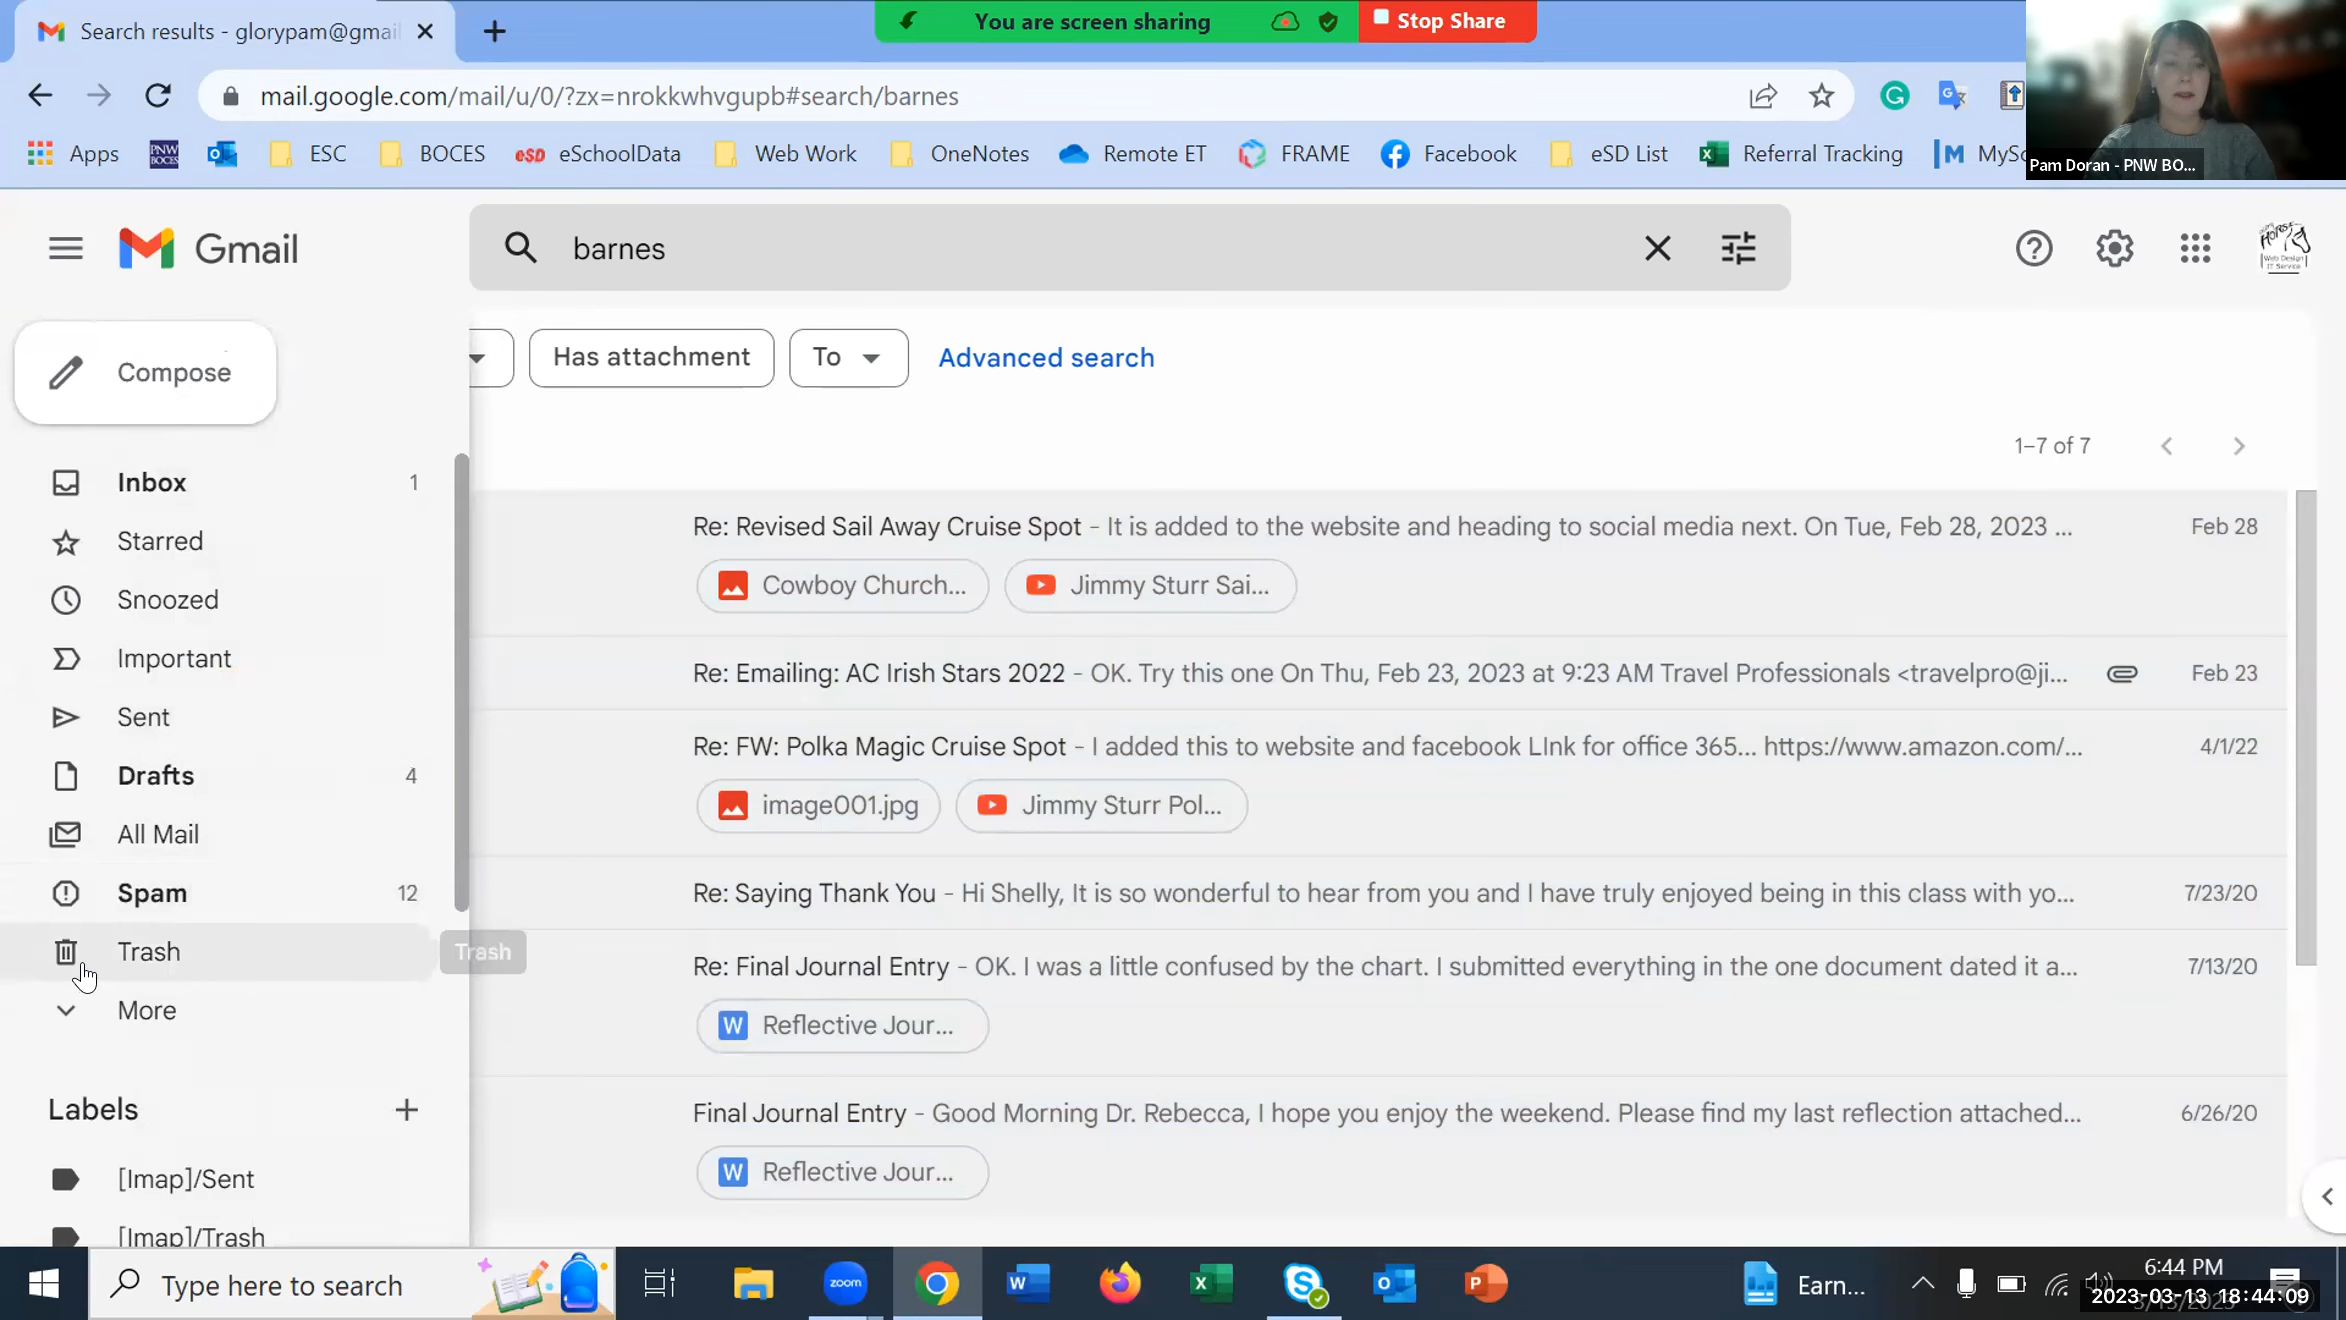 Search results - glorypam@gmai
You are screen sharing
Stop Share
mail.google.com/mail/u/0/?zx=nrokkwhvgupb#search/barnes
Apps PNW BOCES ESC BOCES esd eSchoolData Web Work OneNotes Remote ET FRAME Facebook eSD List Referral Tracking MySc
Pam Doran - PNW BO...
Gmail
barnes
HORSE
Web Design
IT Service
Compose
Has attachment To Advanced search
1–7 of 7
Inbox 1
Starred
Snoozed
Important
Sent
Drafts 4
All Mail
Spam 12
Trash
Trash
More
Labels +
[Imap]/Sent
[Imap]/Trash
Re: Revised Sail Away Cruise Spot - It is added to the website and heading to social media next. On Tue, Feb 28, 2023 ... Feb 28
Cowboy Church... Jimmy Sturr Sai...
Re: Emailing: AC Irish Stars 2022 - OK. Try this one On Thu, Feb 23, 2023 at 9:23 AM Travel Professionals <travelpro@ji... Feb 23
Re: FW: Polka Magic Cruise Spot - I added this to website and facebook LInk for office 365... https://www.amazon.com/... 4/1/22
image001.jpg Jimmy Sturr Pol...
Re: Saying Thank You - Hi Shelly, It is so wonderful to hear from you and I have truly enjoyed being in this class with yo... 7/23/20
Re: Final Journal Entry - OK. I was a little confused by the chart. I submitted everything in the one document dated it a... 7/13/20
W Reflective Jour...
Final Journal Entry - Good Morning Dr. Rebecca, I hope you enjoy the weekend. Please find my last reflection attached... 6/26/20
W Reflective Jour...
Type here to search
zoom
Earn...
6:44 PM
2023-03-13 18:44:09